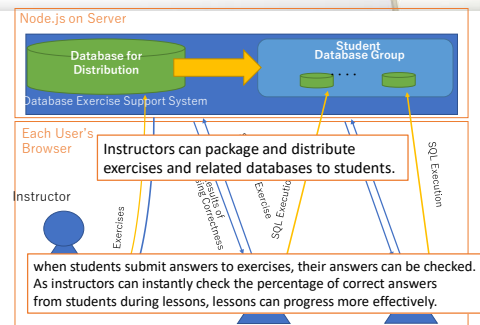 Node.js on Server
Database for
Distribution
Student
Database Group
. . . .
Database Exercise Support System
Each User's
Browser
Instructors can package and distribute
exercises and related databases to students.
Instructor
Exercises
Exercise
SQL Execution
SQL Execution
Correctness
when students submit answers to exercises, their answers can be checked.
As instructors can instantly check the percentage of correct answers
from students during lessons, lessons can progress more effectively.